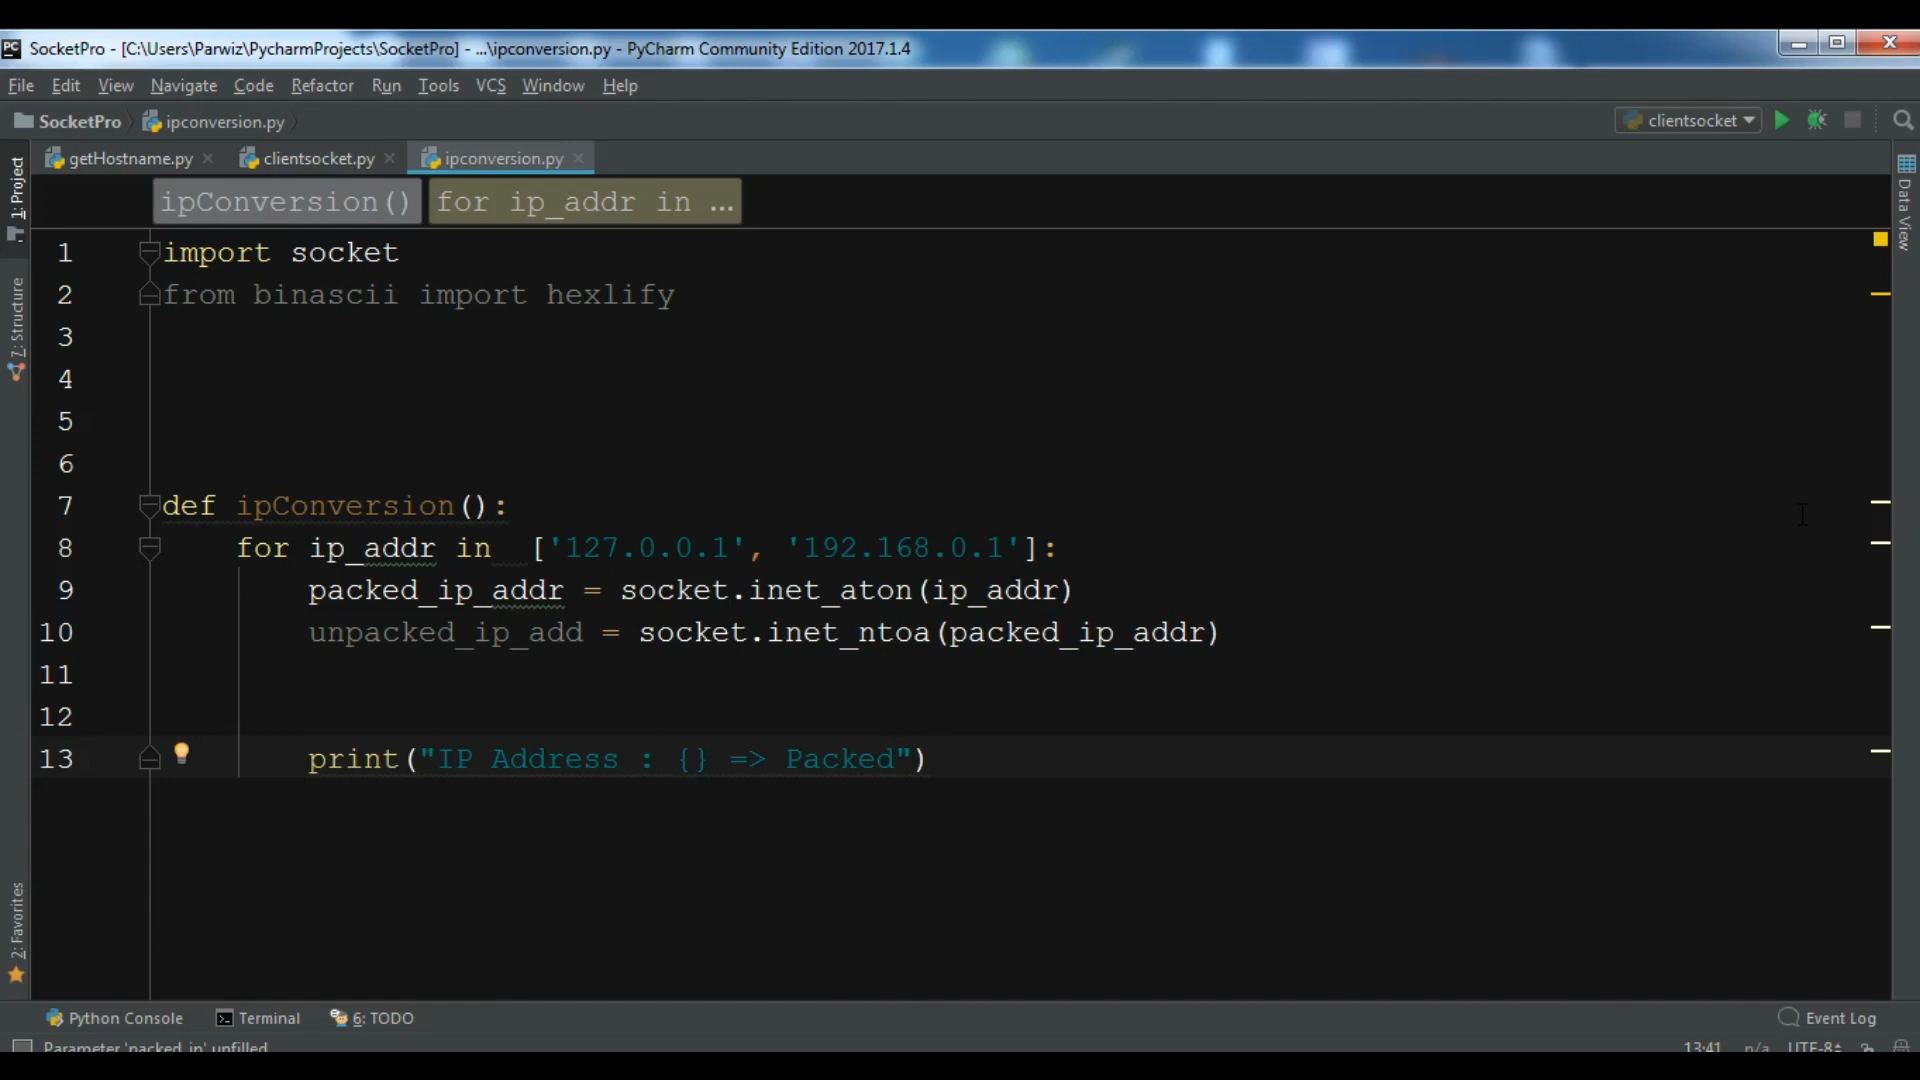 SocketPro - [C:\Users\Parwiz\PycharmProjects\SocketPro] - ...\ipconversion.py - PyCharm Community Edition 2017.1.4
File Edit View Navigate Code Refactor Run Tools VCS Window Help
SocketPro ipconversion.py clientsocket
getHostname.py clientsocket.py ipconversion.py
ipConversion() for ip_addr in ...
1 import socket
2 from binascii import hexlify
3
4
5
6
7 def ipConversion():
8 for ip_addr in ['127.0.0.1', '192.168.0.1']:
9 packed_ip_addr = socket.inet_aton(ip_addr)
10 unpacked_ip_add = socket.inet_ntoa(packed_ip_addr)
11
12
13 print("IP Address : {} => Packed")
1: Project
7: Structure
2: Favorites
Data View
Python Console Terminal 6: TODO Event Log
Parameter 'packed_ip' unfilled 13:41 n/a UTF-8